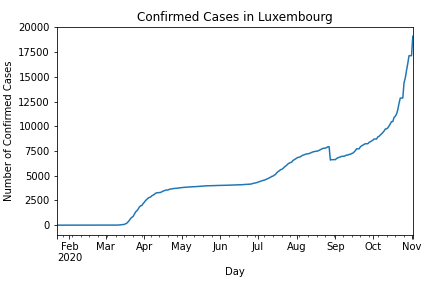 Confirmed Cases in Luxembourg
Number of Confirmed Cases
20000
17500
15000
12500
10000
7500
5000
2500
0
Feb Mar Apr May Jun Jul Aug Sep Oct Nov
2020
Day